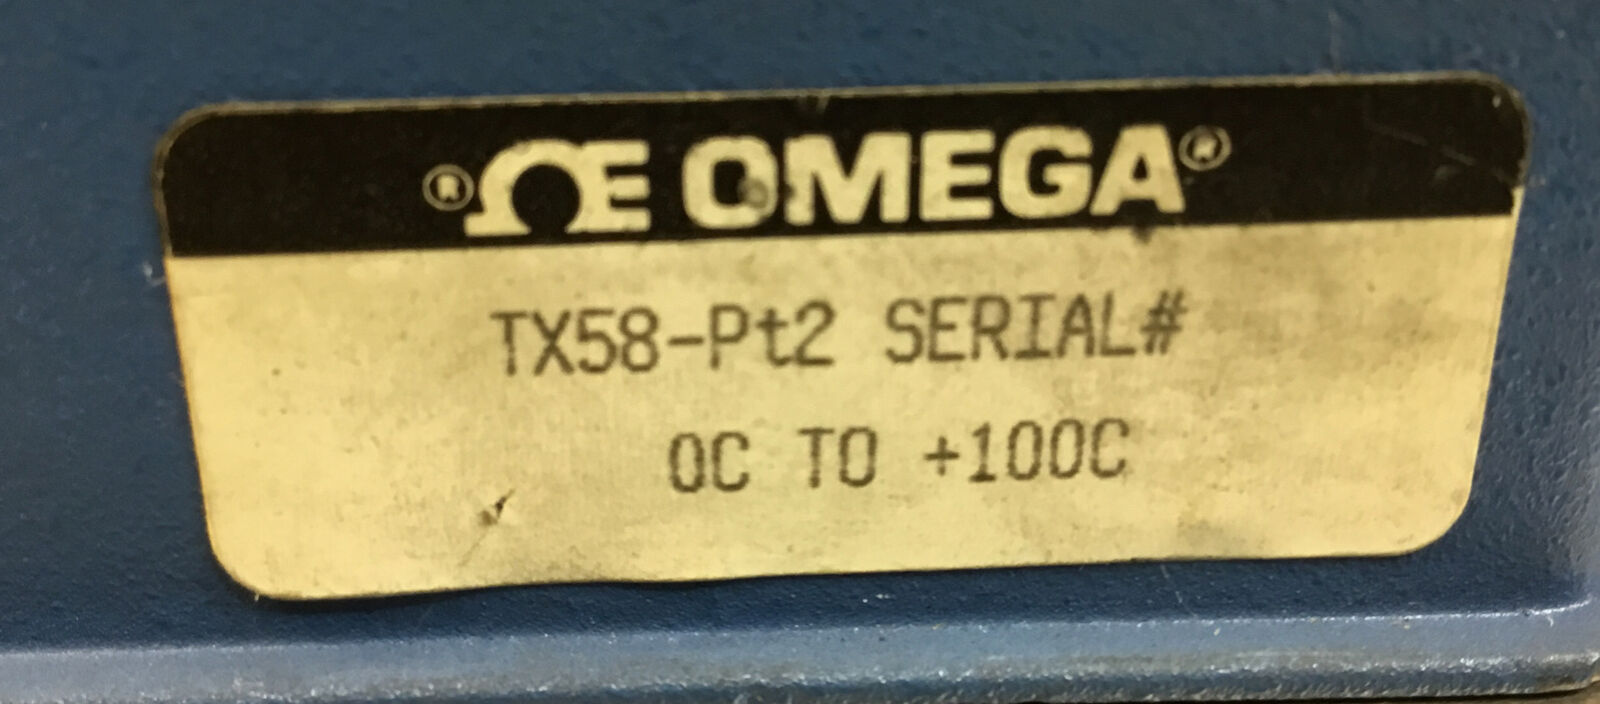 ® ΩE OMEGA®
TX58-Pt2 SERIAL#
0C TO +100C